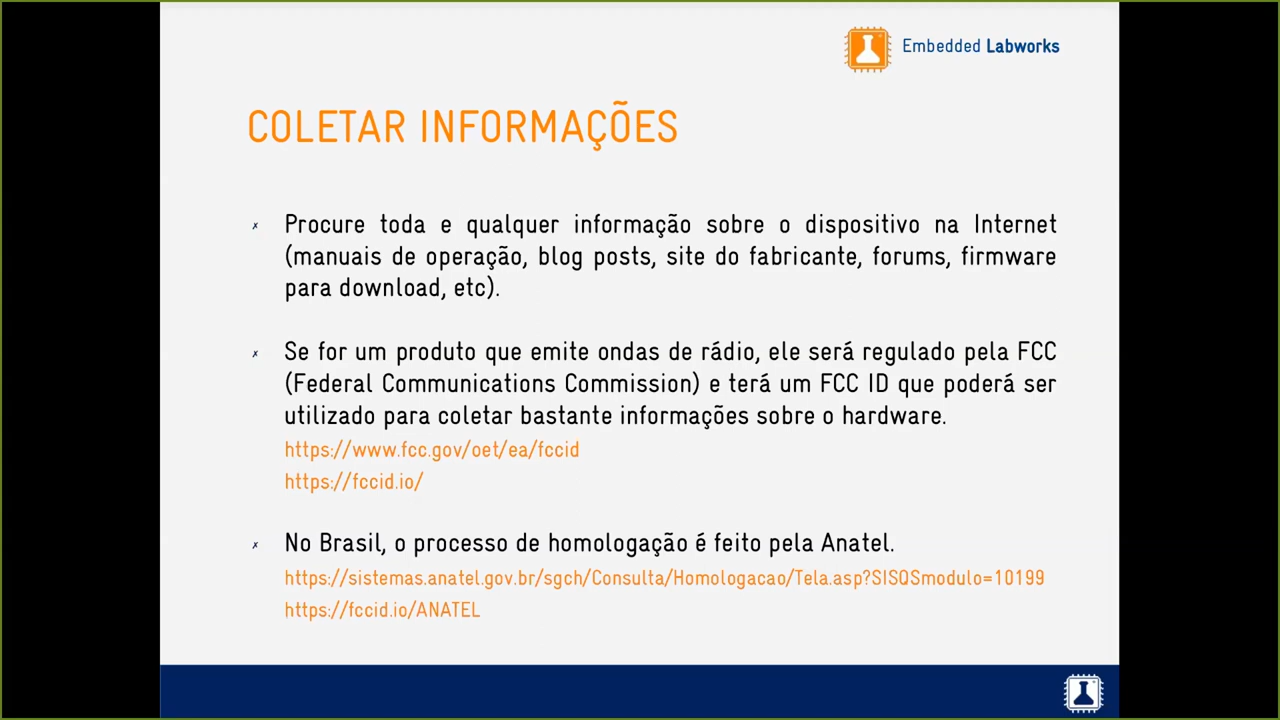 Embedded Labworks
COLETAR INFORMAÇÕES
Procure toda e qualquer informação sobre o dispositivo na Internet
(manuais de operação, blog posts, site do fabricante, forums, firmware
para download, etc).
Se for um produto que emite ondas de rádio, ele será regulado pela FCC
(Federal Communications Commission) e terá um FCC ID que poderá ser
utilizado para coletar bastante informações sobre o hardware.
https://www.fcc.gov/oet/ea/fccid
https://fccid.io/
No Brasil, o processo de homologação é feito pela Anatel.
https://sistemas.anatel.gov.br/sgch/Consulta/Homologacao/Tela.asp?SISQSmodulo=10199
https://fccid.io/ANATEL